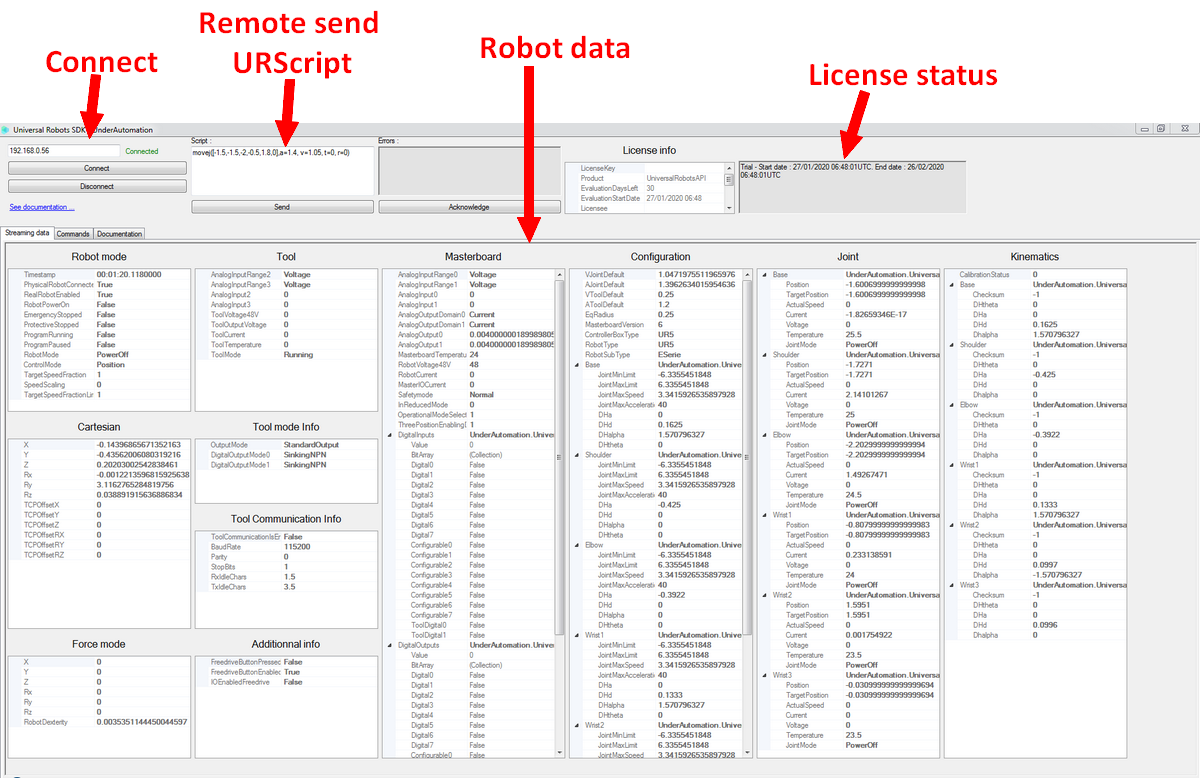 Remote send
URScript
Connect
Robot data
License status
Universal Robots SDK
UnderAutomation
192.168.0.56
Connected
Connect
Disconnect
See documentation ...
Script :
movej([-1.5,-1.5,-2,-0.5,1.8,0],a=1.4, v=1.05, t=0, r=0)
Send
Errors :
Acknowledge
License info
LicenseKey
Product UniversalRobotsAPI
EvaluationDaysLeft 30
EvaluationStartDate 27/01/2020 06:48
Licensee
Trial - Start date : 27/01/2020 06:48:01UTC. End date : 26/02/2020
06:48:01UTC
Streaming data Commands Documentation
Robot mode
Timestamp 00:01:20.1180000
PhysicalRobotConnecte True
RealRobotEnabled True
RobotPowerOn False
EmergencyStopped False
ProtectiveStopped False
ProgramRunning False
ProgramPaused False
RobotMode PowerOff
ControlMode Position
TargetSpeedFraction 1
SpeedScaling 0
TargetSpeedFractionLir 1
Cartesian
X -0.14396865671352163
Y -0.43562006080319216
Z 0.20203002542838461
Rx -0.0012213596815925638
Ry 3.1162765284819756
Rz 0.038891915636886834
TCPOffsetX 0
TCPOffsetY 0
TCPOffsetZ 0
TCPOffsetRX 0
TCPOffsetRY 0
TCPOffsetRZ 0
Force mode
X 0
Y 0
Z 0
Rx 0
Ry 0
Rz 0
RobotDexterity 0.0035351144450044597
Tool
AnalogInputRange2 Voltage
AnalogInputRange3 Voltage
AnalogInput2 0
AnalogInput3 0
ToolVoltage48V 0
ToolOutputVoltage 0
ToolCurrent 0
ToolTemperature 0
ToolMode Running
Tool mode Info
OutputMode StandardOutput
DigitalOutputMode0 SinkingNPN
DigitalOutputMode1 SinkingNPN
Tool Communication Info
ToolCommunicationIsEr False
BaudRate 115200
Parity 0
StopBits 1
RxIdleChars 1.5
TxIdleChars 3.5
Additionnal info
FreedriveButtonPressec False
FreedriveButtonEnablec True
IOEnabledFreedrive False
Masterboard
AnalogInputRange0 Voltage
AnalogInputRange1 Voltage
AnalogInput0 0
AnalogInput1 0
AnalogOutputDomain0 Current
AnalogOutputDomain1 Current
AnalogOutput0 0.004000000189989805
AnalogOutput1 0.004000000189989805
MasterboardTemperatu 24
RobotVoltage48V 48
RobotCurrent 0
MasterIOCurrent 0
Safetymode Normal
InReducedMode 0
OperationalModeSelect 1
ThreePositionEnablingI 1
DigitalInputs UnderAutomation.Univer
Value 0
BitArray (Collection)
Digital0 False
Digital1 False
Digital2 False
Digital3 False
Digital4 False
Digital5 False
Digital6 False
Digital7 False
Configurable0 False
Configurable1 False
Configurable2 False
Configurable3 False
Configurable4 False
Configurable5 False
Configurable6 False
Configurable7 False
ToolDigital0 False
ToolDigital1 False
DigitalOutputs UnderAutomation.Univer
Value 0
BitArray (Collection)
Digital0 False
Digital1 False
Digital2 False
Digital3 False
Digital4 False
Digital5 False
Digital6 False
Digital7 False
Configurable0 False
Configuration
VJointDefault 1.0471975511965976
AJointDefault 1.3962634015954636
VToolDefault 0.25
AToolDefault 1.2
EqRadius 0.25
MasterboardVersion 6
ControllerBoxType UR5
RobotType UR5
RobotSubType ESerie
Base UnderAutomation.Unive
JointMinLimit -6.3355451848
JointMaxLimit 6.3355451848
JointMaxSpeed 3.3415926535897928
JointMaxAcceleratic 40
DHa 0
DHd 0.1625
DHalpha 1.570796327
DHtheta 0
Shoulder UnderAutomation.Unive
JointMinLimit -6.3355451848
JointMaxLimit 6.3355451848
JointMaxSpeed 3.3415926535897928
JointMaxAcceleratic 40
DHa -0.425
DHd 0
DHalpha 0
DHtheta 0
Elbow UnderAutomation.Unive
JointMinLimit -6.3355451848
JointMaxLimit 6.3355451848
JointMaxSpeed 3.3415926535897928
JointMaxAcceleratic 40
DHa -0.3922
DHd 0
DHalpha 0
DHtheta 0
Wrist1 UnderAutomation.Unive
JointMinLimit -6.3355451848
JointMaxLimit 6.3355451848
JointMaxSpeed 3.3415926535897928
JointMaxAcceleratic 40
DHa 0
DHd 0.1333
DHalpha 1.570796327
DHtheta 0
Wrist2 UnderAutomation.Unive
JointMinLimit -6.3355451848
JointMaxLimit 6.3355451848
JointMaxSpeed 3.3415926535897928
Joint
Base UnderAutomation.Universa
Position -1.6006999999999998
TargetPosition -1.6006999999999998
ActualSpeed 0
Current -1.82659346E-17
Voltage 0
Temperature 25.5
JointMode PowerOff
Shoulder UnderAutomation.Universa
Position -1.7271
TargetPosition -1.7271
ActualSpeed 0
Current 2.14101267
Voltage 0
Temperature 25
JointMode PowerOff
Elbow UnderAutomation.Universa
Position -2.2029999999999994
TargetPosition -2.2029999999999994
ActualSpeed 0
Current 1.49267471
Voltage 0
Temperature 24.5
JointMode PowerOff
Wrist1 UnderAutomation.Universa
Position -0.80799999999999983
TargetPosition -0.80799999999999983
ActualSpeed 0
Current 0.233138591
Voltage 0
Temperature 24
JointMode PowerOff
Wrist2 UnderAutomation.Universa
Position 1.5951
TargetPosition 1.5951
ActualSpeed 0
Current 0.001754922
Voltage 0
Temperature 23.5
JointMode PowerOff
Wrist3 UnderAutomation.Universa
Position -0.030999999999999694
TargetPosition -0.030999999999999694
ActualSpeed 0
Current 0
Voltage 0
Temperature 23.5
JointMode PowerOff
Kinematics
CalibrationStatus 0
Base UnderAutomation.Universa
Checksum -1
DHtheta 0
DHa 0
DHd 0.1625
Dhalpha 1.570796327
Shoulder UnderAutomation.Universa
Checksum -1
DHtheta 0
DHa -0.425
DHd 0
Dhalpha 0
Elbow UnderAutomation.Universa
Checksum -1
DHtheta 0
DHa -0.3922
DHd 0
Dhalpha 0
Wrist1 UnderAutomation.Universa
Checksum -1
DHtheta 0
DHa 0
DHd 0.1333
Dhalpha 1.570796327
Wrist2 UnderAutomation.Universa
Checksum -1
DHtheta 0
DHa 0
DHd 0.0997
Dhalpha -1.570796327
Wrist3 UnderAutomation.Universa
Checksum -1
DHtheta 0
DHa 0
DHd 0.0996
Dhalpha 0